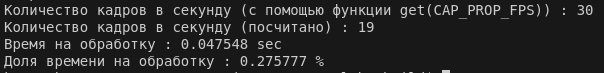 Количество кадров в секунду (с помощью функции get(CAP_PROP_FPS)) : 30
Количество кадров в секунду (посчитано) : 19
Время на обработку : 0.047548 sec
Доля времени на обработку : 0.275777 %